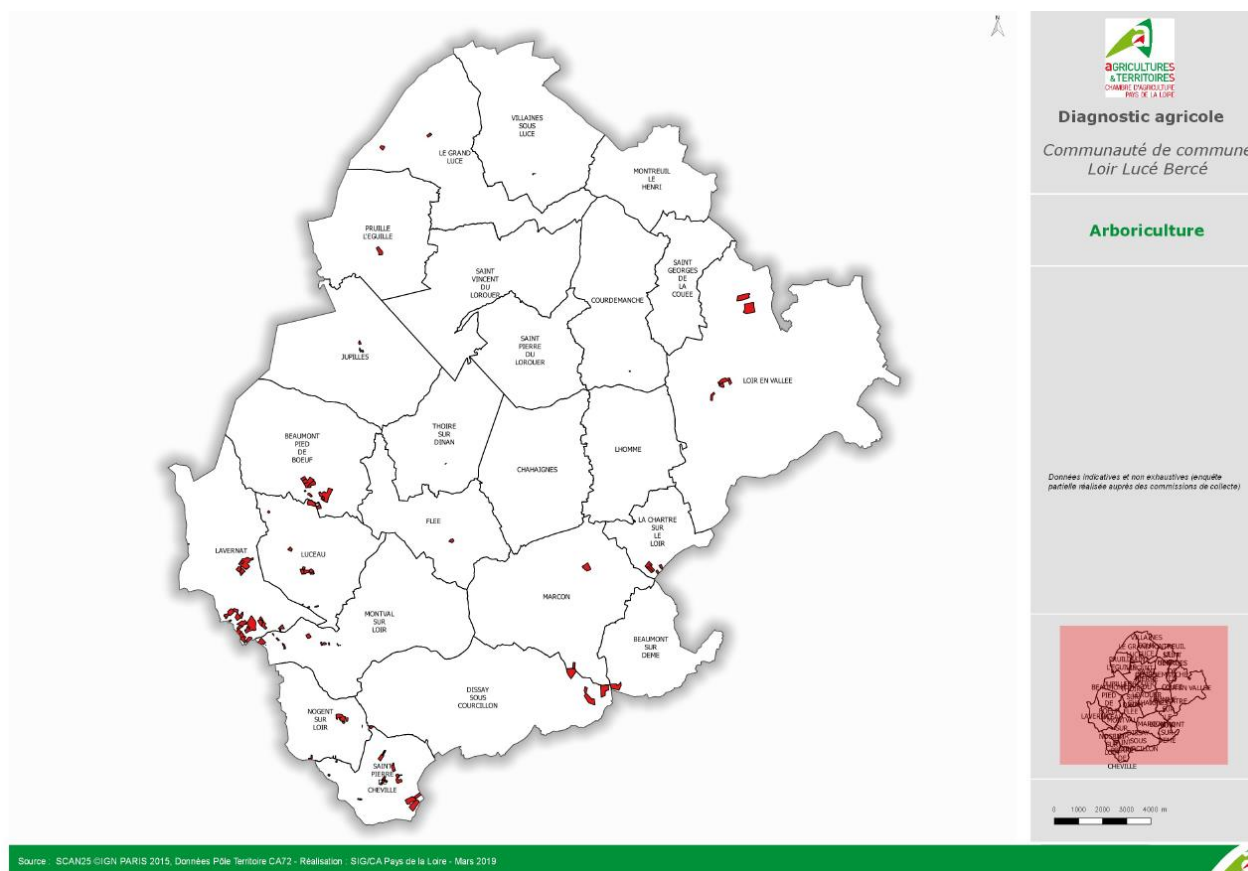 N
VILLAINES
SOUS
LUCE
LE GRAND
LUCE
MONTREUIL
LE
HENRI
PRUILLE
L'EGUILLE
SAINT
VINCENT
DU
LOROUER
SAINT
GEORGES
DE
LA
COUEE
COURDEMANCHE
SAINT
PIERRE
DU
LOROUER
JUPILLES
LOIR EN VALLEE
BEAUMONT
PIED
DE
BOEUF
THOIRE
SUR
DINAN
CHAHAIGNES
LHOMME
FLEE
LA CHARTRE
SUR
LE
LOIR
LAVERNAT
LUCEAU
MARCON
MONTVAL
SUR
LOIR
BEAUMONT
SUR
DEME
DISSAY
SOUS
COURCILLON
NOGENT
SUR
LOIR
SAINT
PIERRE
CHEVILLE
AGRICULTURES
& TERRITOIRES
CHAMBRE D'AGRICULTURE
PAYS DE LA LOIRE
Diagnostic agricole
Communauté de commune
Loir Lucé Bercé
Arboriculture
Données indicatives et non exhaustives (enquête
partielle réalisée auprès des commissions de collecte)
VILLAINES
CHEVILLE
0 1000 2000 3000 4000 m
Source : SCAN25 ©IGN PARIS 2015, Données Pôle Territoire CA72 - Réalisation : SIG/CA Pays de la Loire - Mars 2019